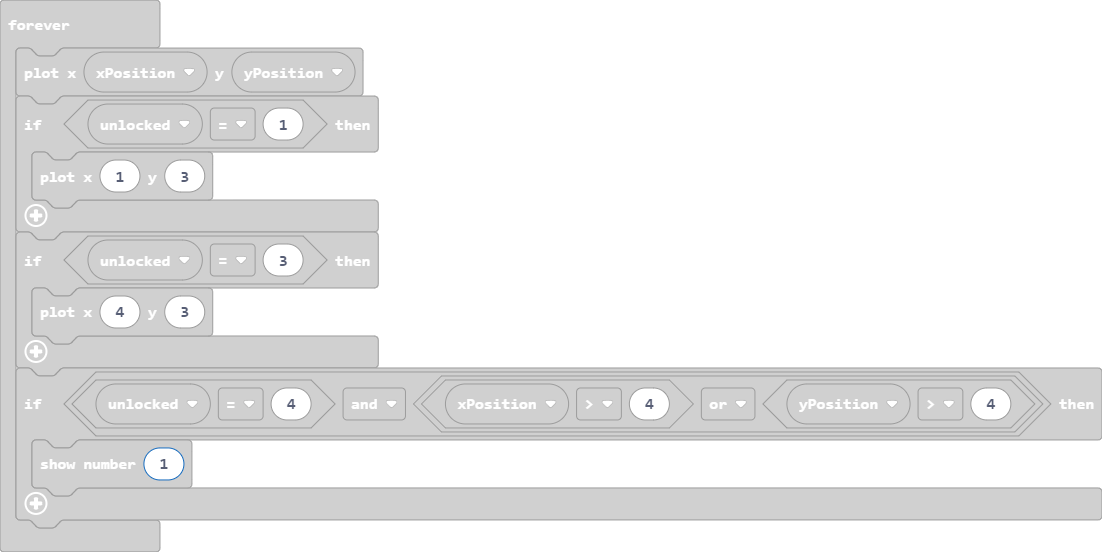 forever
plot x xPosition y yPosition
if unlocked = 1 then
plot x 1 y 3
if unlocked = 3 then
plot x 4 y 3
if unlocked = 4 and xPosition > 4 or yPosition > 4 then
show number 1